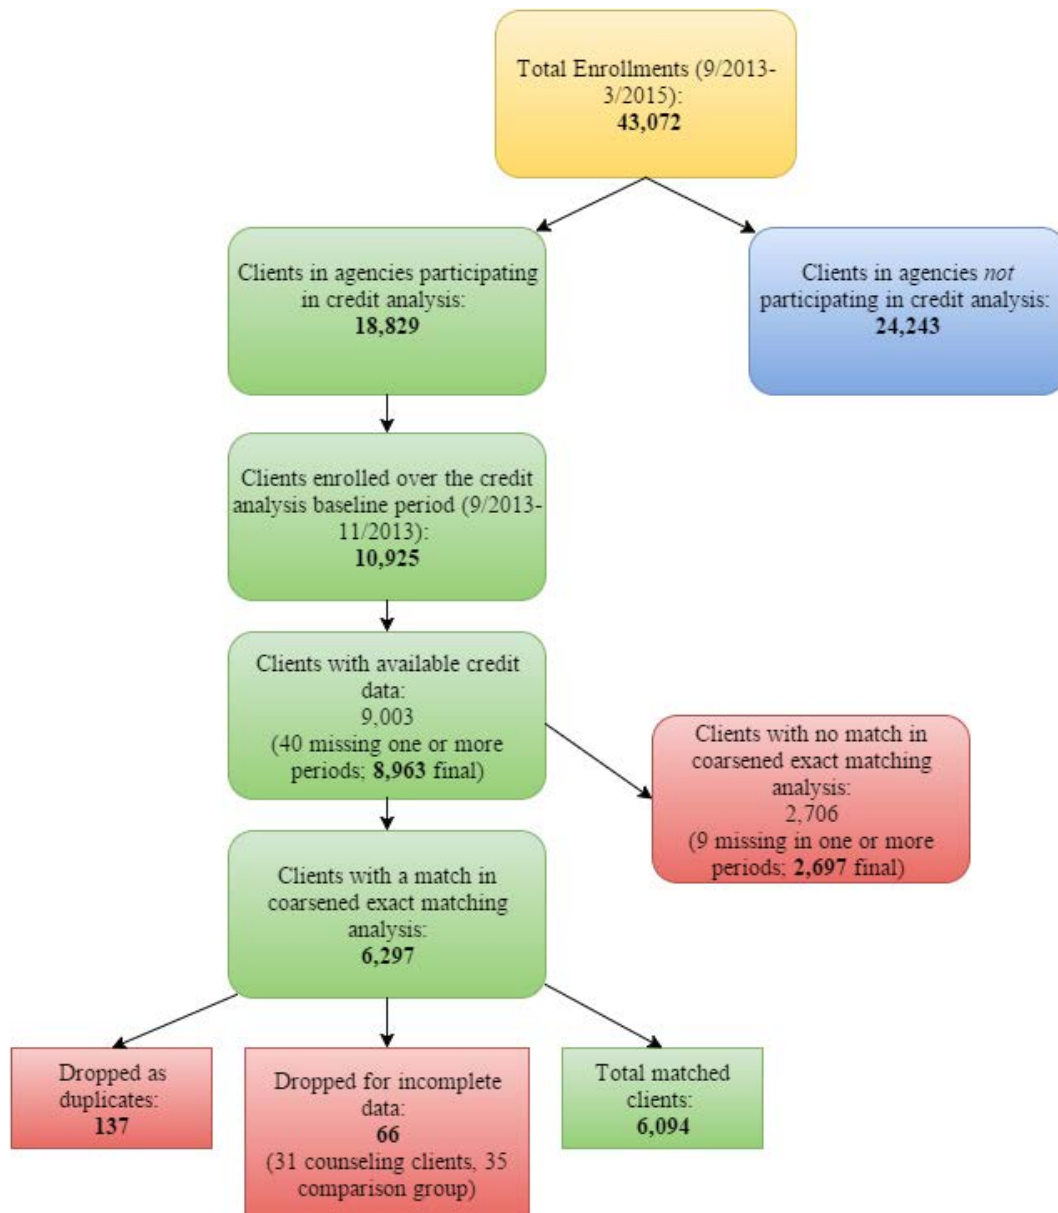 Total Enrollments (9/2013-
3/2015):
43,072
Clients in agencies participating
in credit analysis:
18,829
Clients in agencies not
participating in credit analysis:
24,243
Clients enrolled over the credit
analysis baseline period (9/2013-
11/2013):
10,925
Clients with available credit
data:
9,003
(40 missing one or more
periods; 8,963 final)
Clients with no match in
coarsened exact matching
analysis:
2,706
(9 missing in one or more
periods; 2,697 final)
Clients with a match in
coarsened exact matching
analysis:
6,297
Dropped as
duplicates:
137
Dropped for incomplete
data:
66
(31 counseling clients, 35
comparison group)
Total matched
clients:
6,094